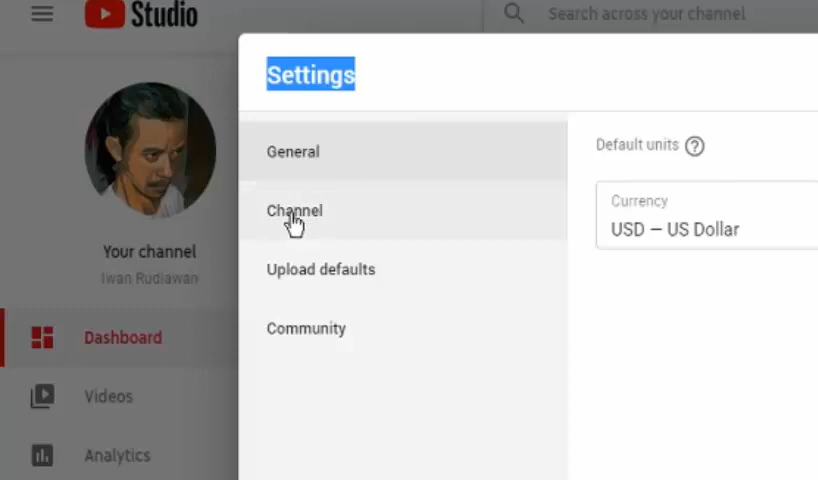 Studio
Search across your channel
Settings
General
Default units ?
Channel
Currency
USD – US Dollar
Upload defaults
Community
Your channel
Iwan Rudiawan
Dashboard
Videos
Analytics